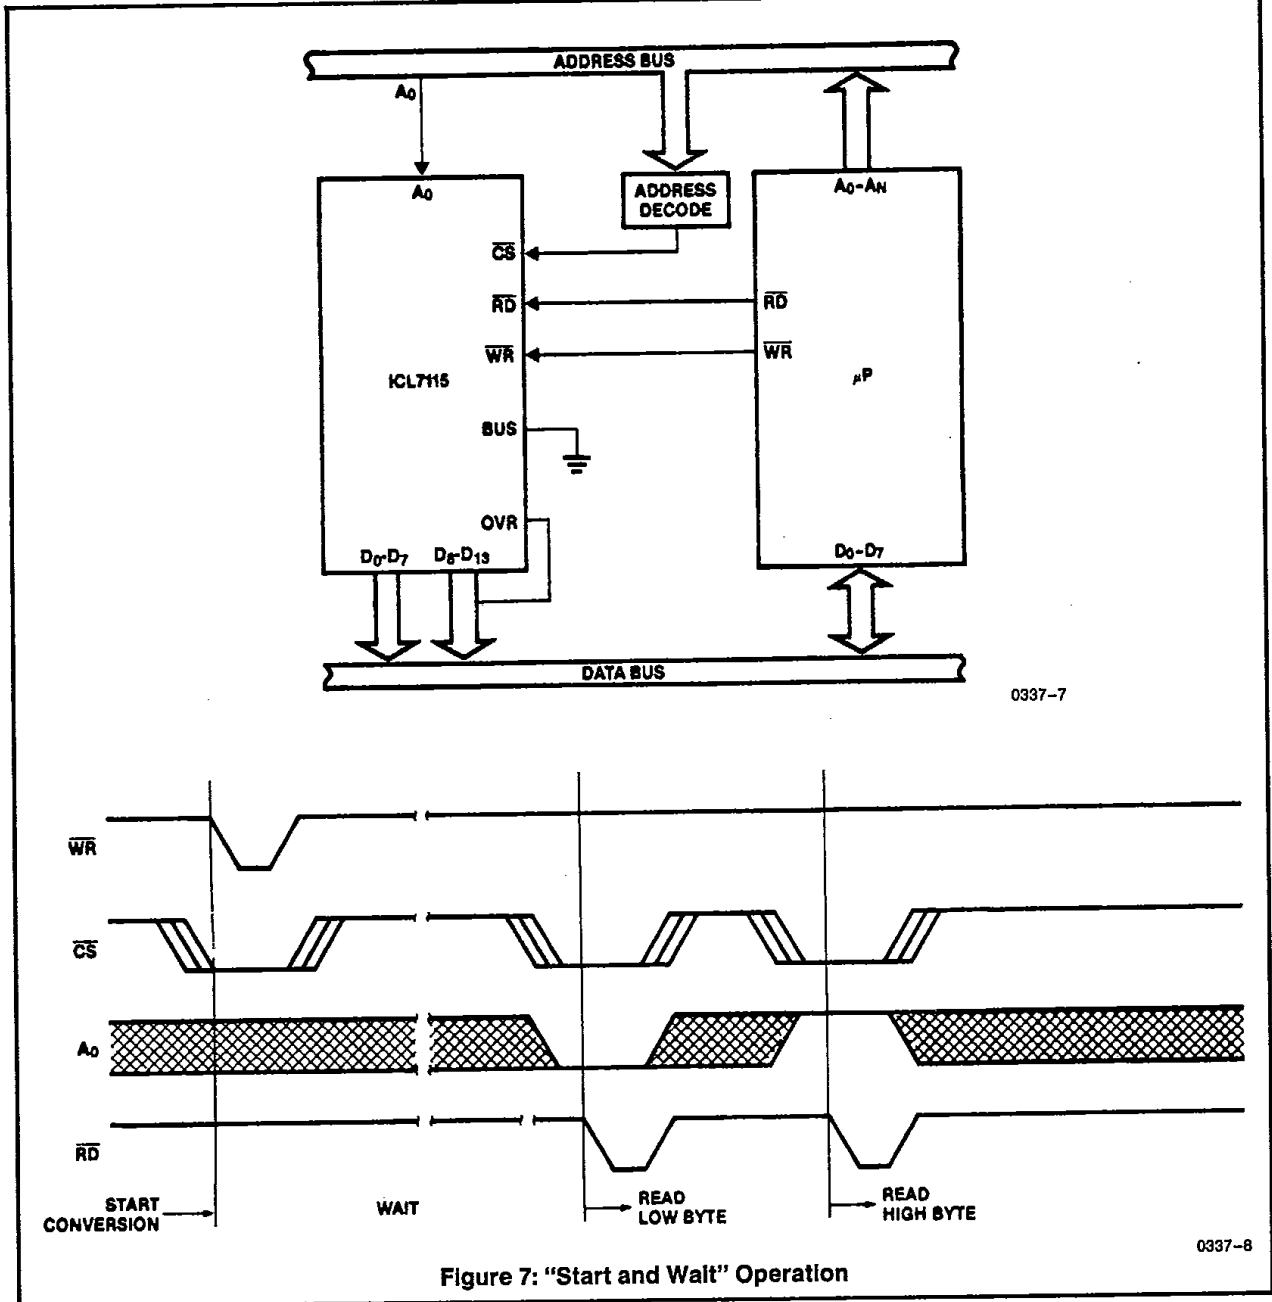 ADDRESS BUS
A0
A0
ADDRESS
DECODE
A0-AN
CS
RD
RD
WR
WR
ICL7115
μP
BUS
OVR
D0-D7 D8-D13
D0-D7
DATA BUS
0337-7
WR
CS
A0
RD
START
CONVERSION
WAIT
READ
LOW BYTE
READ
HIGH BYTE
0337-8
Figure 7: "Start and Wait" Operation